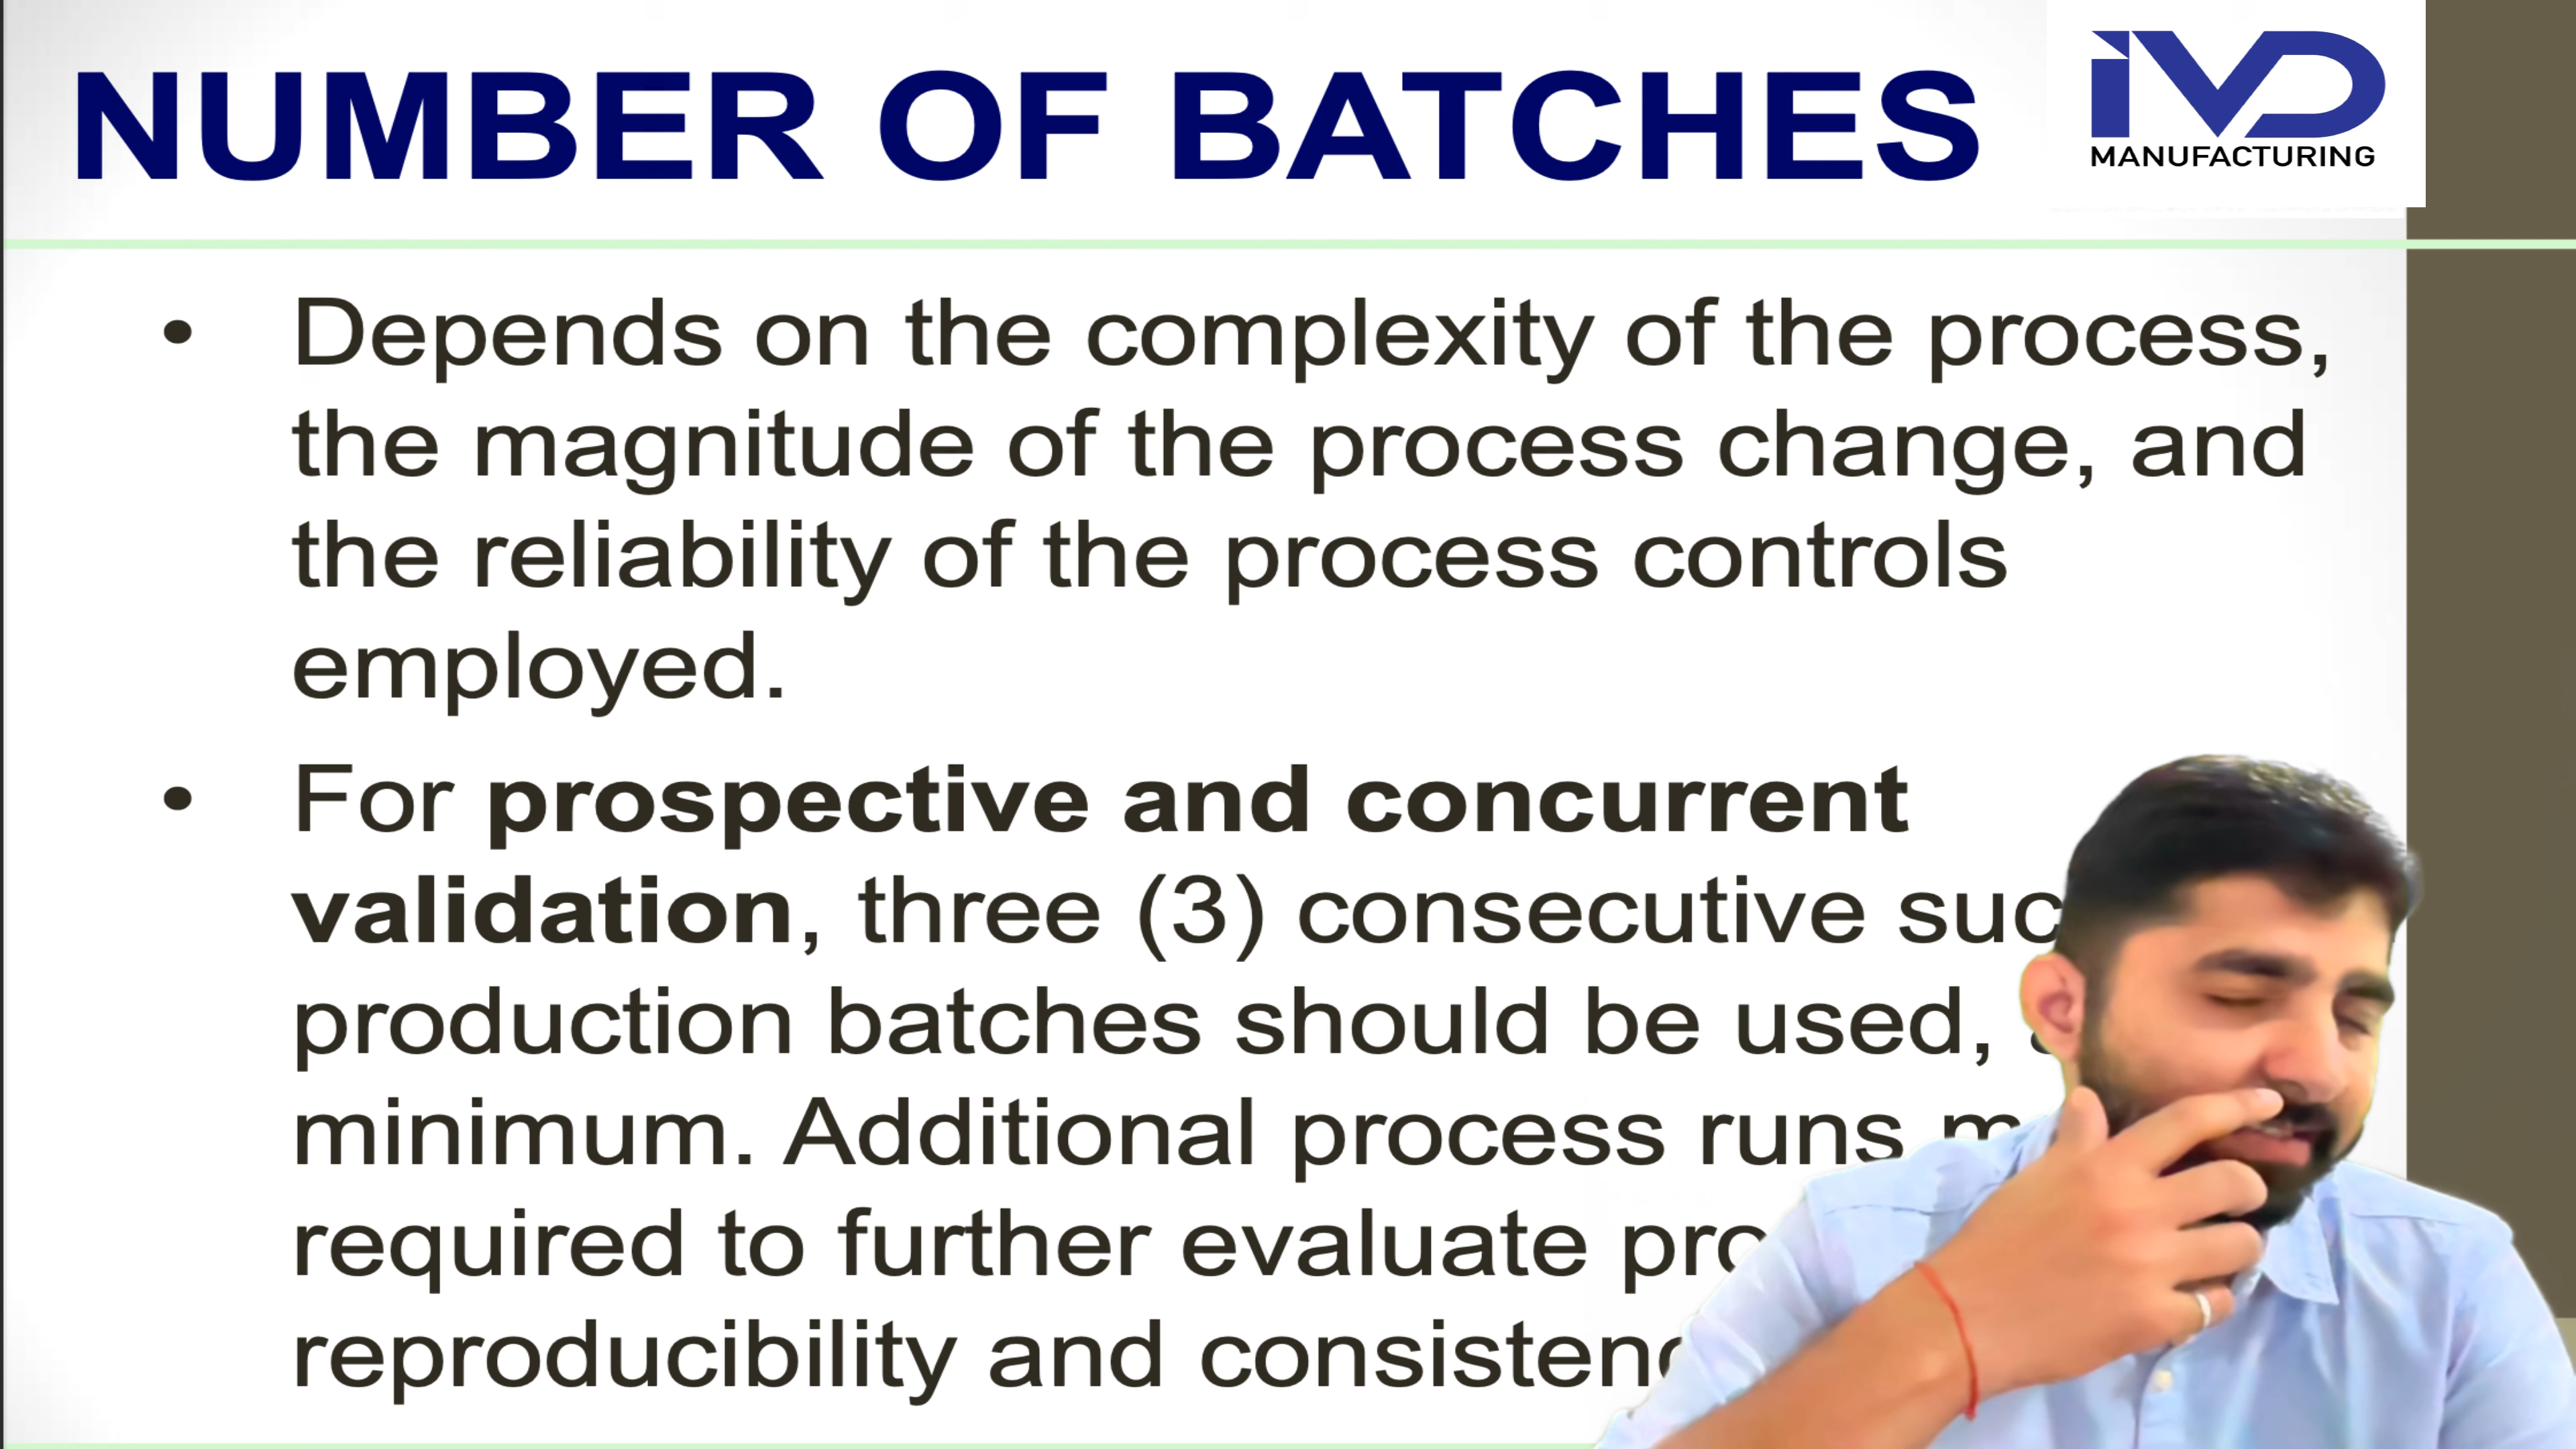 NUMBER OF BATCHES
iVD
MANUFACTURING
• Depends on the complexity of the process,
the magnitude of the process change, and
the reliability of the process controls
employed.
• For prospective and concurrent
validation, three (3) consecutive
production batches should be used,
minimum. Additional process runs
required to further evaluate
reproducibility and